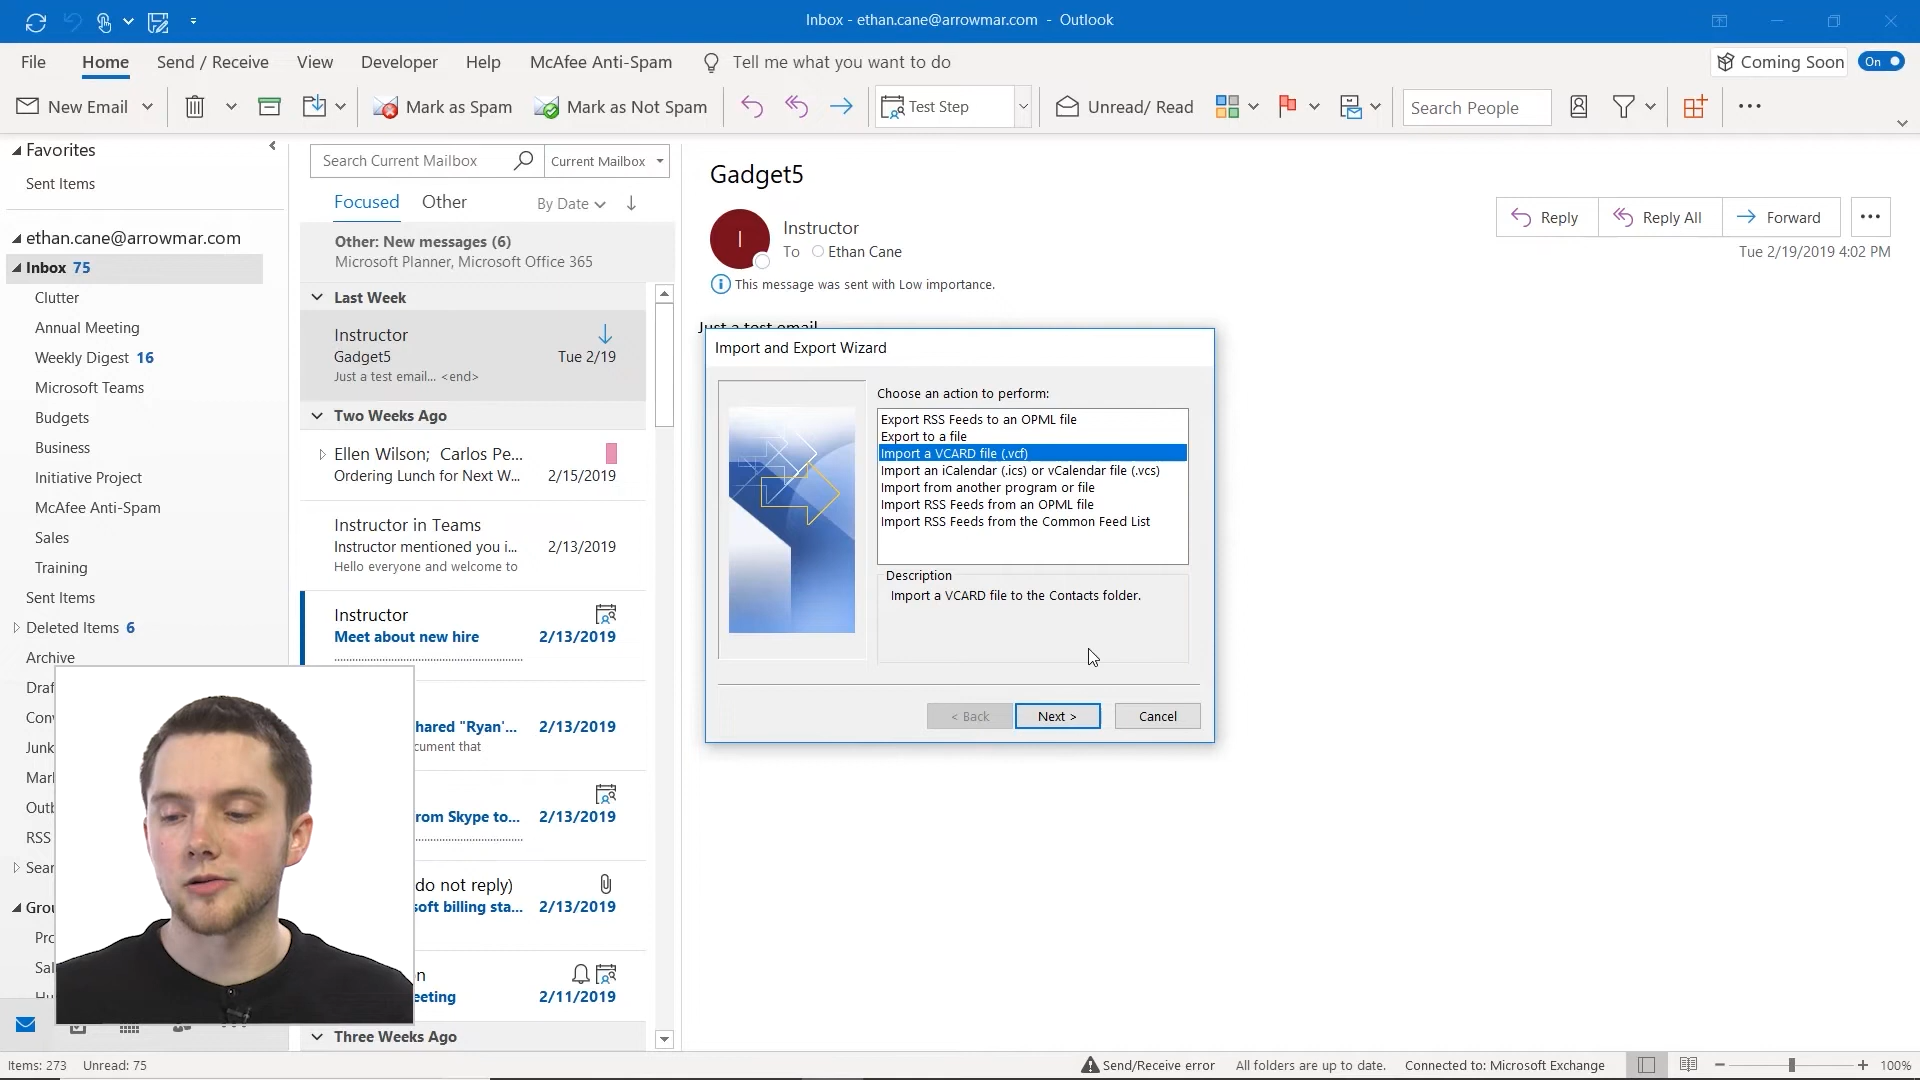 Inbox - ethan.cane@arrowmar.com - Outlook
File Home Send / Receive View Developer Help McAfee Anti-Spam Tell me what you want to do Coming Soon On
New Email Mark as Spam Mark as Not Spam Test Step Unread/ Read Search People
Favorites
Sent Items
ethan.cane@arrowmar.com
Inbox 75
Clutter
Annual Meeting
Weekly Digest 16
Microsoft Teams
Budgets
Business
Initiative Project
McAfee Anti-Spam
Sales
Training
Sent Items
Deleted Items 6
Archive
Search Current Mailbox Current Mailbox
Focused Other By Date
Other: New messages (6)
Microsoft Planner, Microsoft Office 365
Last Week
Instructor
Gadget5 Tue 2/19
Just a test email... <end>
Two Weeks Ago
Ellen Wilson; Carlos Pe...
Ordering Lunch for Next W... 2/15/2019
Instructor in Teams
Instructor mentioned you i... 2/13/2019
Hello everyone and welcome to
Instructor
Meet about new hire 2/13/2019
hared "Ryan'... 2/13/2019
cument that
rom Skype to... 2/13/2019
do not reply)
soft billing sta... 2/13/2019
eeting 2/11/2019
Three Weeks Ago
Gadget5
I
Instructor
To Ethan Cane
Reply Reply All Forward
Tue 2/19/2019 4:02 PM
This message was sent with Low importance.
Just a test email
Import and Export Wizard
Choose an action to perform:
Export RSS Feeds to an OPML file
Export to a file
Import a VCARD file (.vcf)
Import an iCalendar (.ics) or vCalendar file (.vcs)
Import from another program or file
Import RSS Feeds from an OPML file
Import RSS Feeds from the Common Feed List
Description
Import a VCARD file to the Contacts folder.
< Back Next > Cancel
Items: 273 Unread: 75 Send/Receive error All folders are up to date. Connected to: Microsoft Exchange 100%